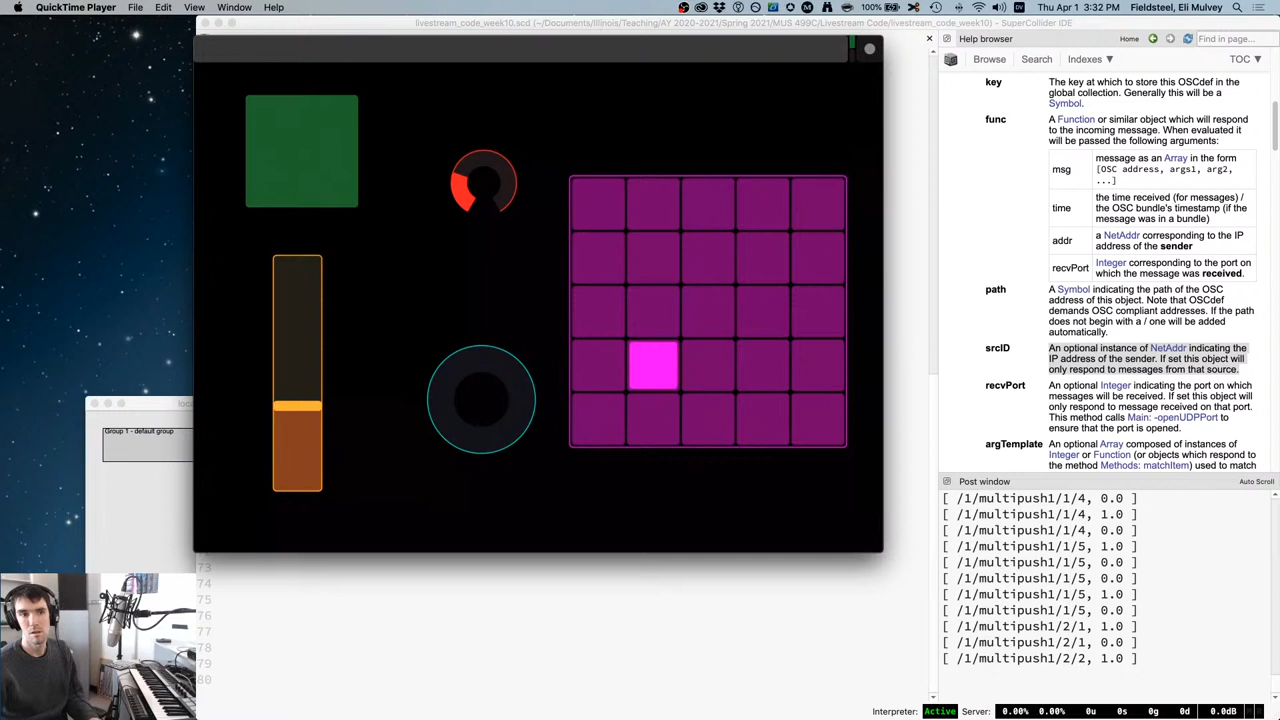 QuickTime Player File Edit View Window Help
Thu Apr 1 3:32 PM Fieldsteel, Eli Mulvey
livestream_code_week10.scd (~/Documents/Illinois/Teaching/AY 2020-2021/Spring 2021/MUS 499C/Livestream Code/livestream_code_week10) - SuperCollider IDE
Help browser Home Find in page...
Browse Search Indexes ▼ TOC ▼
key The key at which to store this OSCdef in the
global collection. Generally this will be a
Symbol.
func A Function or similar object which will respond
to the incoming message. When evaluated it
will be passed the following arguments:
msg message as an Array in the form
[OSC address, args1, arg2,
...]
time the time received (for messages) /
the OSC bundle's timestamp (if the
message was in a bundle)
addr a NetAddr corresponding to the IP
address of the sender
recvPort Integer corresponding to the port on
which the message was received.
path A Symbol indicating the path of the OSC
address of this object. Note that OSCdef
demands OSC compliant addresses. If the path
does not begin with a / one will be added
automatically.
srcID An optional instance of NetAddr indicating the
IP address of the sender. If set this object will
only respond to messages from that source.
recvPort An optional Integer indicating the port on which
messages will be received. If set this object will
only respond to message received on that port.
This method calls Main: -openUDPPort to
ensure that the port is opened.
argTemplate An optional Array composed of instances of
Integer or Function (or objects which respond to
the method Methods: matchItem) used to match
Post window Auto Scroll
[ /1/multipush1/1/4, 0.0 ]
[ /1/multipush1/1/4, 1.0 ]
[ /1/multipush1/1/4, 0.0 ]
[ /1/multipush1/1/5, 1.0 ]
[ /1/multipush1/1/5, 0.0 ]
[ /1/multipush1/1/5, 0.0 ]
[ /1/multipush1/1/5, 1.0 ]
[ /1/multipush1/1/5, 0.0 ]
[ /1/multipush1/2/1, 1.0 ]
[ /1/multipush1/2/1, 0.0 ]
[ /1/multipush1/2/2, 1.0 ]
Group 1 - default group
73
74
75
76
77
78
79
80
Interpreter: Active Server: 0.00% 0.00% 0u 0s 0g 0d 0.0dB